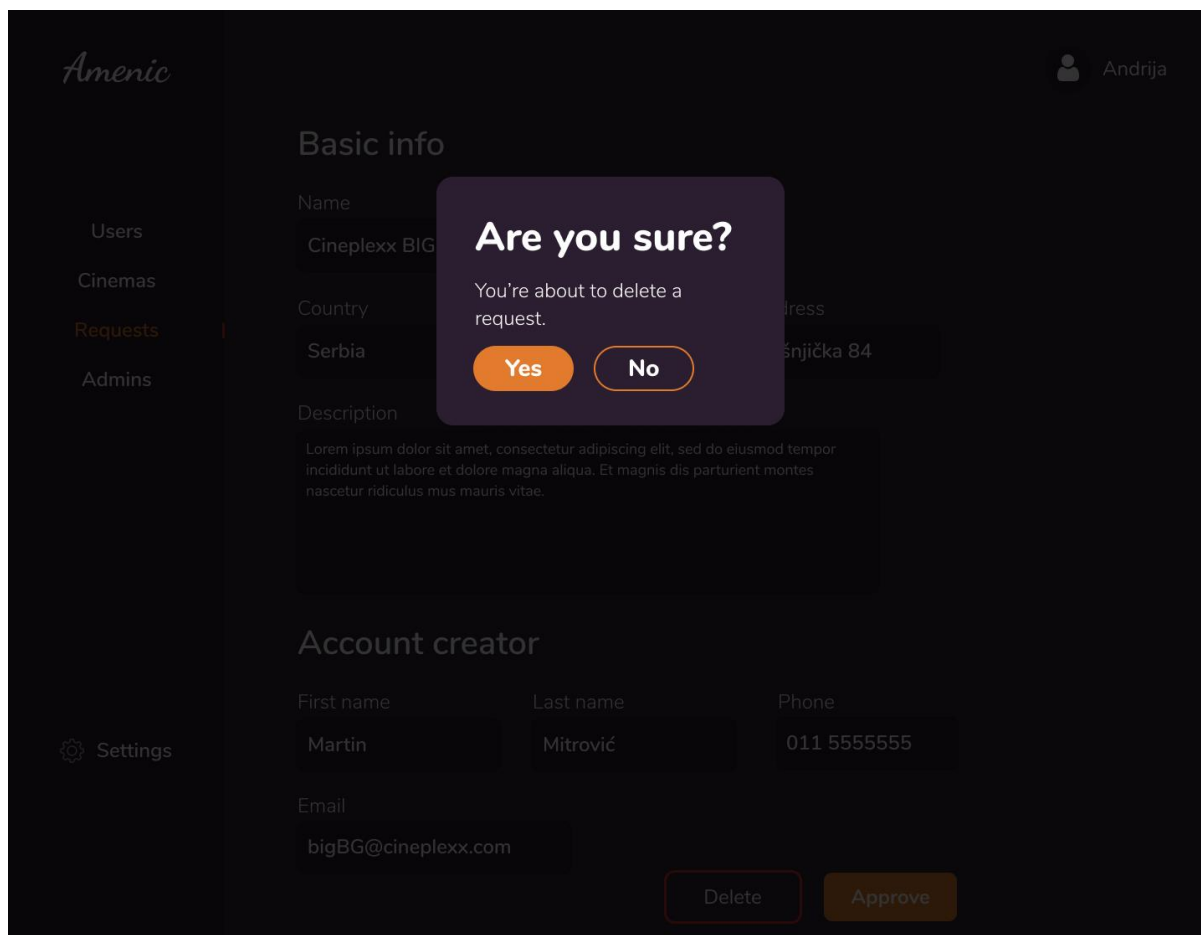 Amenic
Andrija
Basic info
Name
Cineplexx BIG
Users
Cinemas
Requests
Admins
Are you sure?
You're about to delete a
request.
Yes No
Country
Serbia
šnjička 84
Description
Lorem ipsum dolor sit amet, consectetur adipiscing elit, sed do eiusmod tempor
incididunt ut labore et dolore magna aliqua. Et magnis dis parturient montes
nascetur ridiculus mus mauris vitae.
Account creator
First name Last name Phone
Martin Mitrović 011 5555555
Settings
Email
bigBG@cineplexx.com
Delete Approve